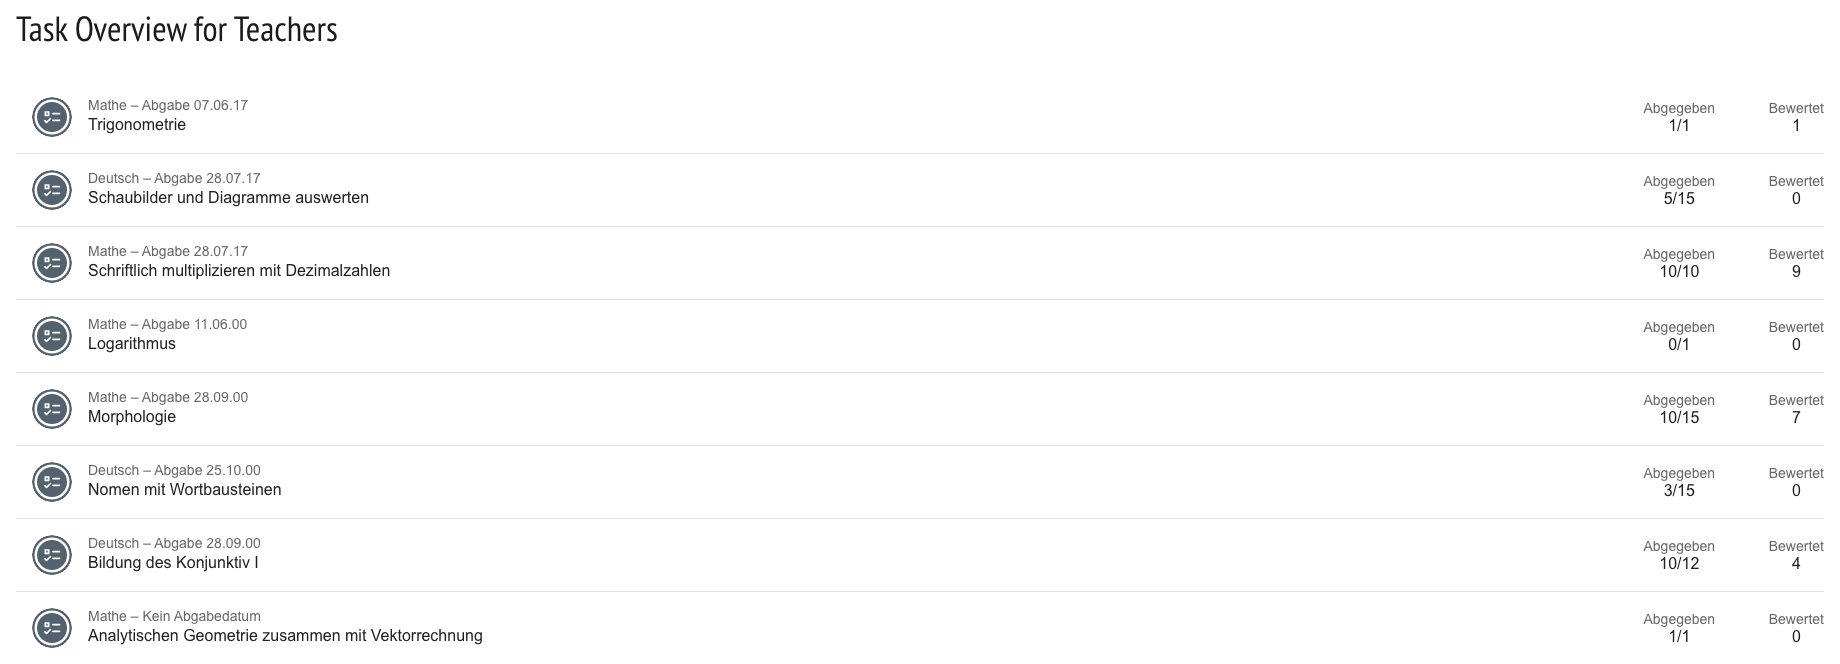 Task Overview for Teachers
Mathe – Abgabe 07.06.17
Trigonometrie
Abgegeben
1/1
Bewertet
1
Deutsch – Abgabe 28.07.17
Schaubilder und Diagramme auswerten
Abgegeben
5/15
Bewertet
0
Mathe – Abgabe 28.07.17
Schriftlich multiplizieren mit Dezimalzahlen
Abgegeben
10/10
Bewertet
9
Mathe – Abgabe 11.06.00
Logarithmus
Abgegeben
0/1
Bewertet
0
Mathe – Abgabe 28.09.00
Morphologie
Abgegeben
10/15
Bewertet
7
Deutsch – Abgabe 25.10.00
Nomen mit Wortbausteinen
Abgegeben
3/15
Bewertet
0
Deutsch – Abgabe 28.09.00
Bildung des Konjunktiv I
Abgegeben
10/12
Bewertet
4
Mathe – Kein Abgabedatum
Analytischen Geometrie zusammen mit Vektorrechnung
Abgegeben
1/1
Bewertet
0